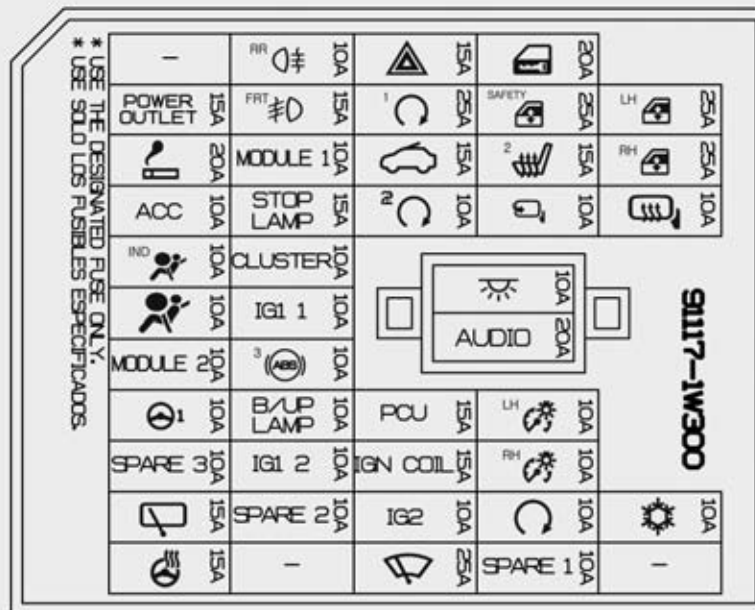 * USE THE DESIGNATED FUSE ONLY.
* USE SOLO LOS FUSIBLES ESPECIFICADOS.
- RR 10A 15A 20A
POWER OUTLET 15A FRT 15A 1 25A SAFETY 25A LH 25A
20A MODULE 1 10A 15A 2 15A RH 25A
ACC 10A STOP LAMP 15A 2 10A 10A 10A
IND 10A CLUSTER 10A
10A IG1 1 10A
MODULE 2 10A 3 ABS 10A
10A
AUDIO 20A
91117-1W300
1 10A B/UP LAMP 10A PCU 15A LH 10A
SPARE 3 10A IG1 2 10A IGN COIL 15A RH 10A
15A SPARE 2 10A IG2 10A 10A 10A
15A - 25A SPARE 1 10A -